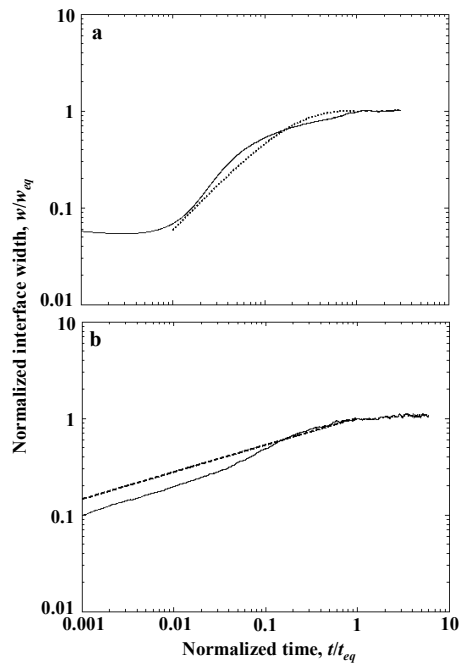 10
a
1
0.1
0.01
Normalized interface width, w/w_eq
10
b
1
0.1
0.01
0.001 0.01 0.1 1 10
Normalized time, t/t_eq